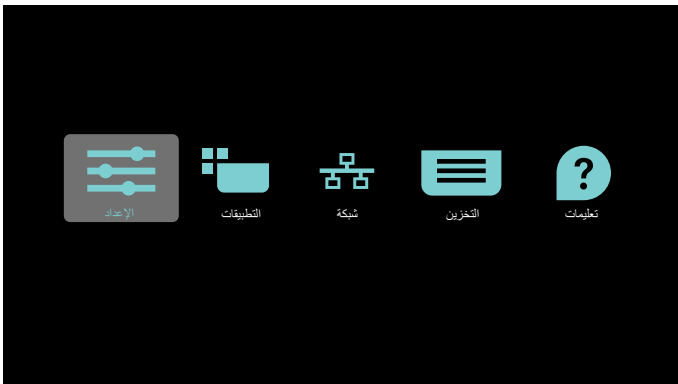 الإعداد
التطبيقات
شبكة
التخزين
تعليمات